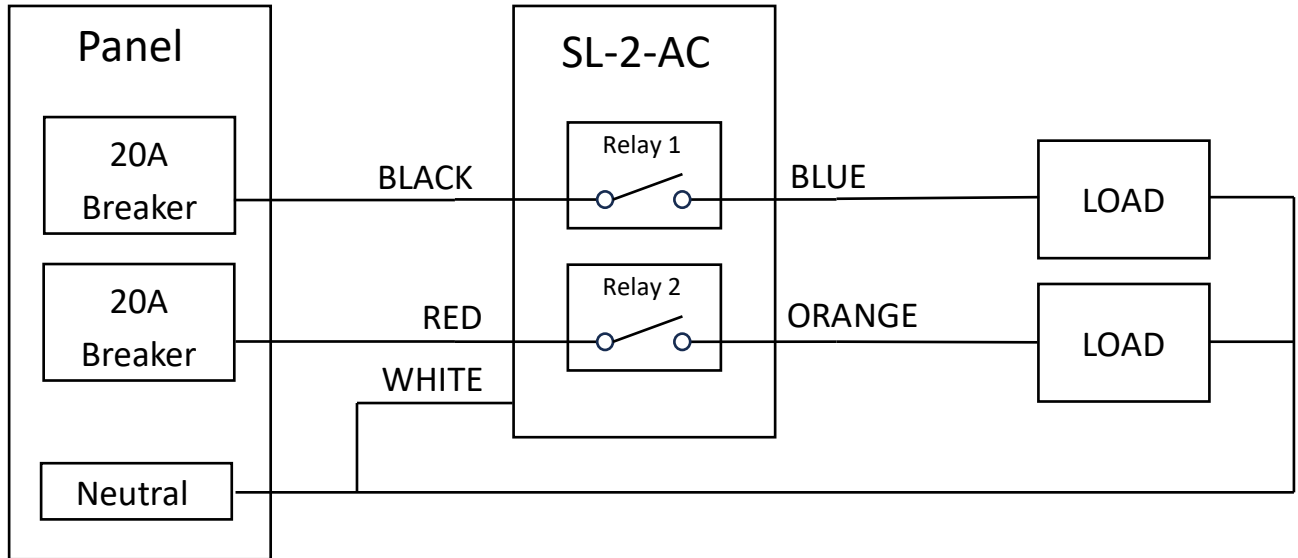 Panel
SL-2-AC
20A
Breaker
BLACK
Relay 1
BLUE
LOAD
20A
Breaker
RED
Relay 2
ORANGE
LOAD
WHITE
Neutral